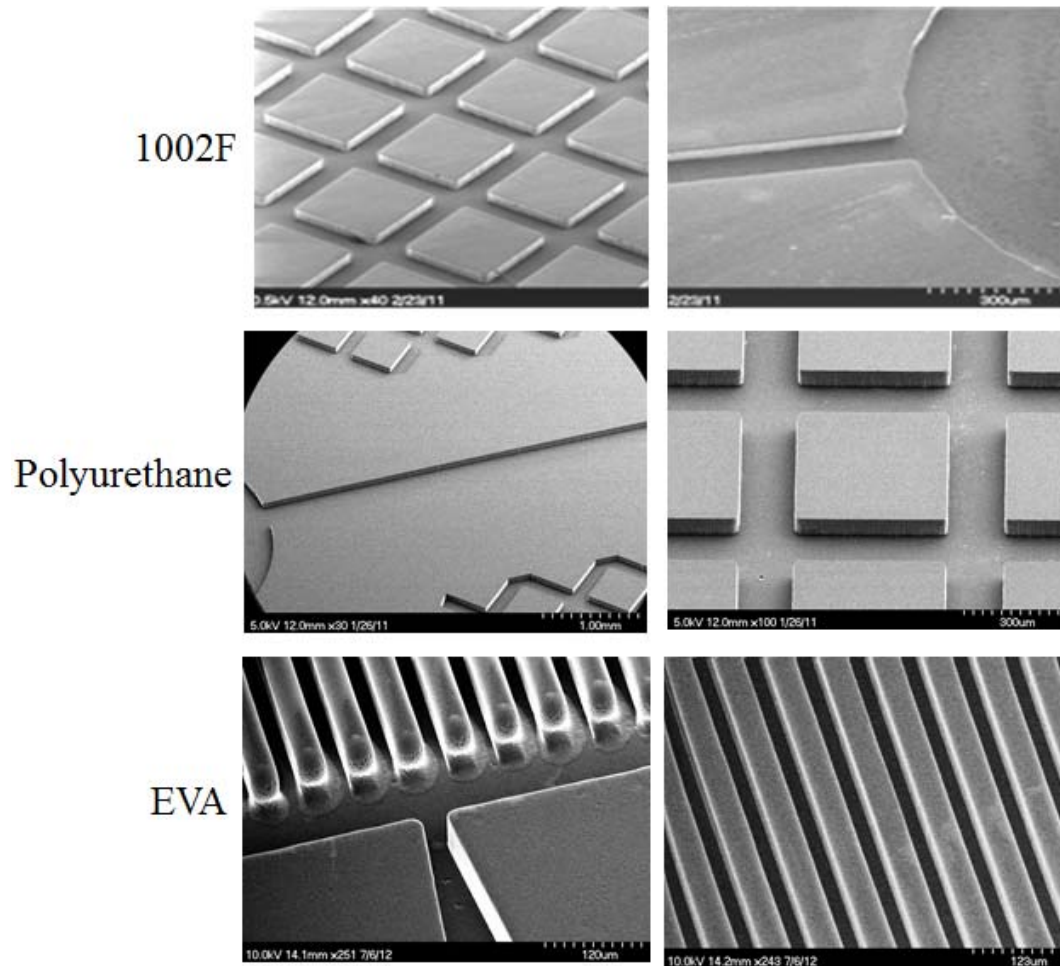 1002F
0.5kV 12.0mm x40 2/23/11
2/23/11 300um
Polyurethane
5.0kV 12.0mm x30 1/26/11 1.00mm
5.0kV 12.0mm x100 1/26/11 300um
EVA
10.0kV 14.1mm x251 7/6/12 120um
10.0kV 14.2mm x243 7/6/12 123um